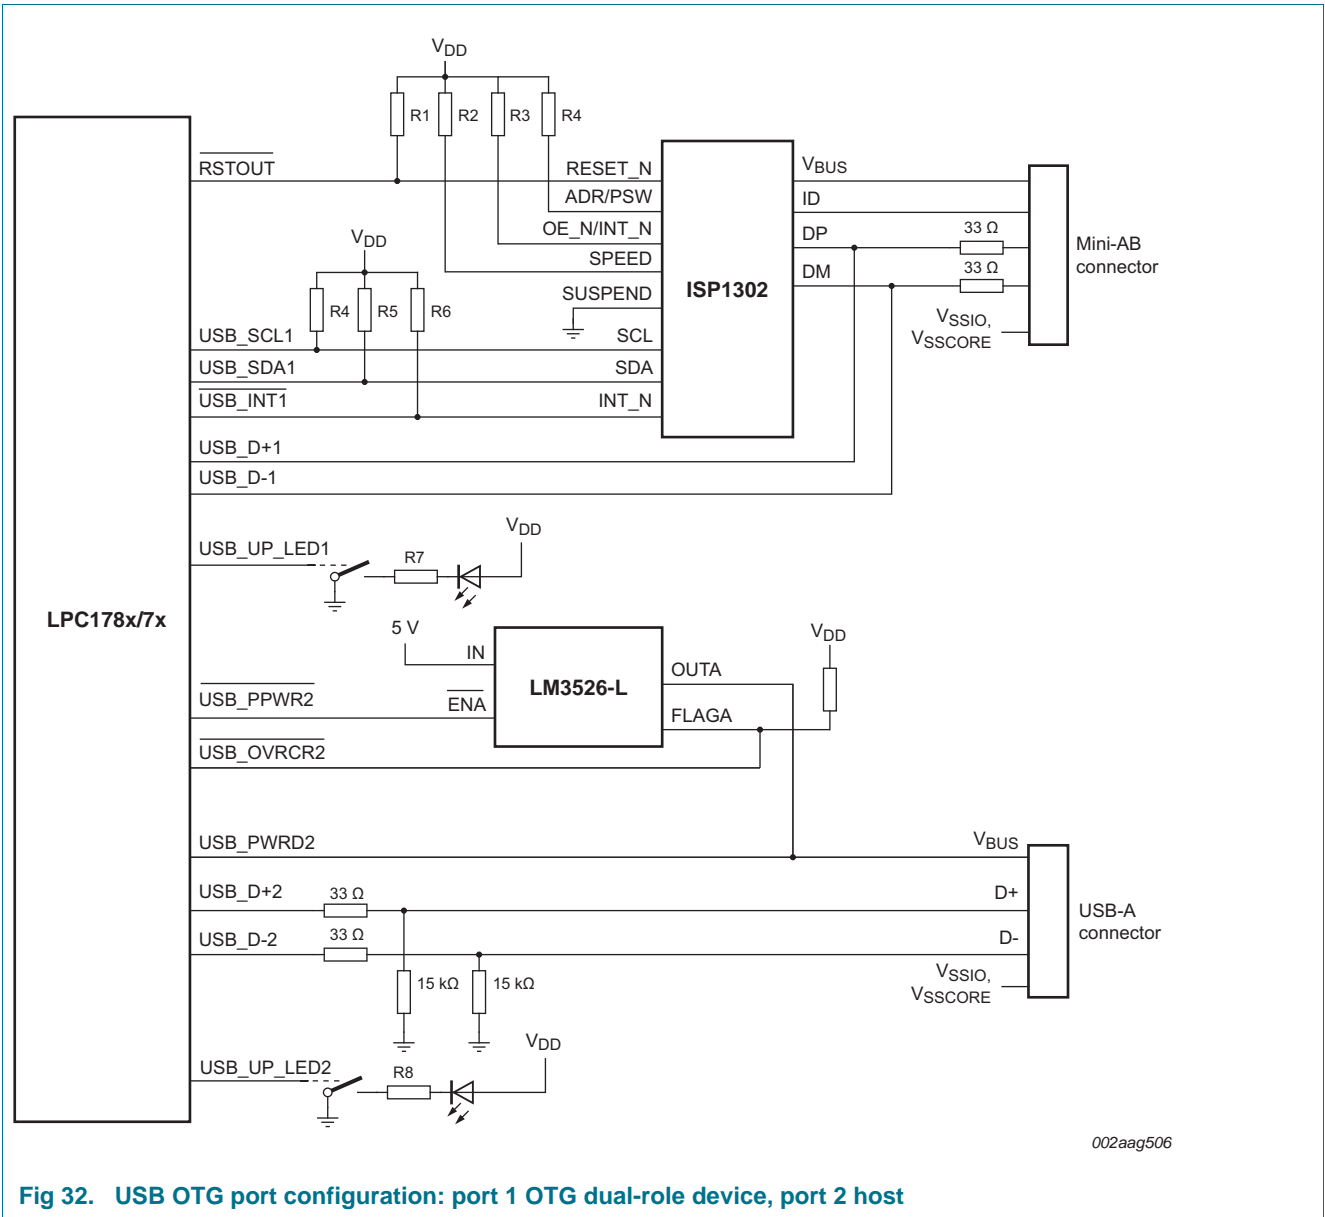 VDD
R1
R2
R3
R4
RSTOUT
RESET_N
VBUS
ADR/PSW
ID
OE_N/INT_N
DP
33 Ω
Mini-AB
connector
VDD
SPEED
DM
33 Ω
ISP1302
SUSPEND
R4
R5
R6
VSSIO,
VSSCORE
USB_SCL1
SCL
USB_SDA1
SDA
USB_INT1
INT_N
USB_D+1
USB_D-1
VDD
USB_UP_LED1
R7
LPC178x/7x
5 V
VDD
IN
OUTA
LM3526-L
USB_PPWR2
ENA
FLAGA
USB_OVRCR2
USB_PWRD2
VBUS
USB_D+2
33 Ω
D+
USB-A
connector
USB_D-2
33 Ω
D-
15 kΩ
15 kΩ
VSSIO,
VSSCORE
VDD
USB_UP_LED2
R8
002aag506
Fig 32. USB OTG port configuration: port 1 OTG dual-role device, port 2 host